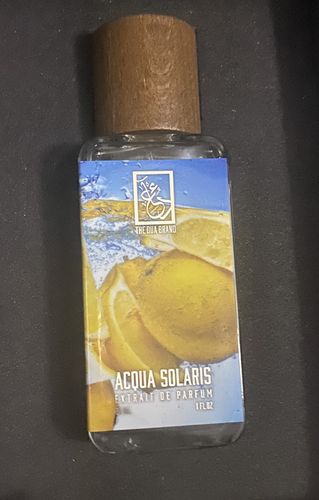 THE DUA BRAND
ACQUA SOLARIS
EXTRAIT DE PARFUM
1 FL OZ